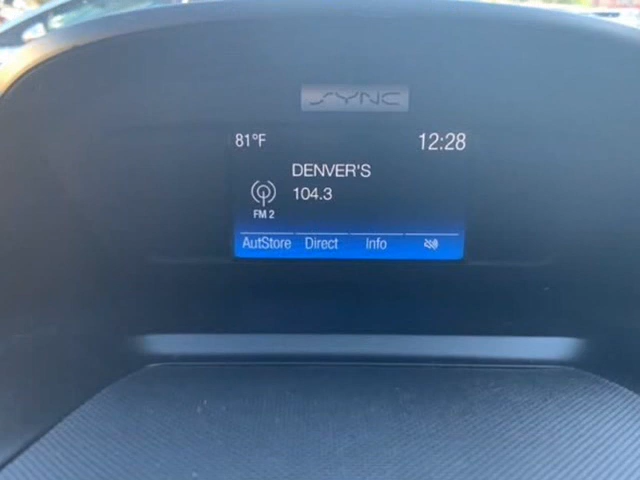 SYNC
81°F 12:28
DENVER'S
104.3
FM 2
AutStore Direct Info